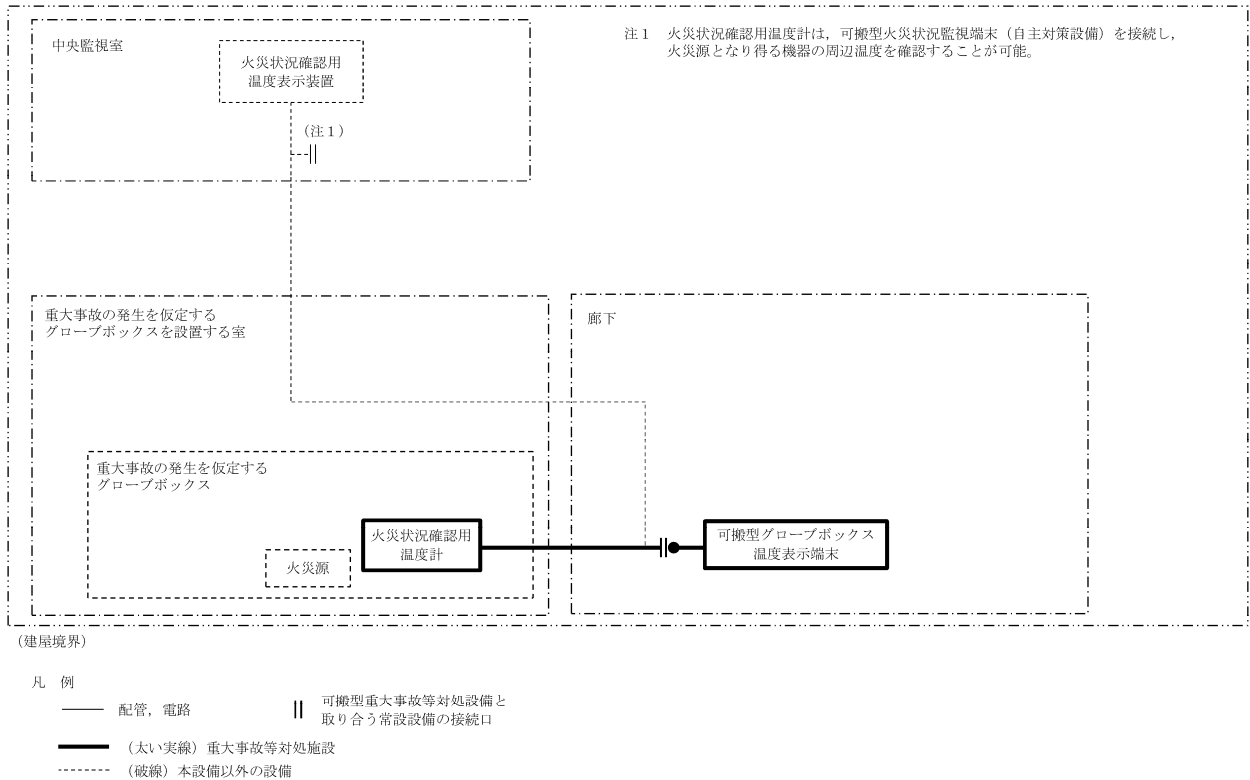 中央監視室
火災状況確認用
温度表示装置
（注１）
注１　火災状況確認用温度計は，可搬型火災状況監視端末（自主対策設備）を接続し，
火災源となり得る機器の周辺温度を確認することが可能。
重大事故の発生を仮定する
グローブボックスを設置する室
廊下
重大事故の発生を仮定する
グローブボックス
火災状況確認用
温度計
火災源
可搬型グローブボックス
温度表示端末
（建屋境界）
凡　例
配管，電路
可搬型重大事故等対処設備と
取り合う常設設備の接続口
（太い実線）重大事故等対処施設
（破線）本設備以外の設備